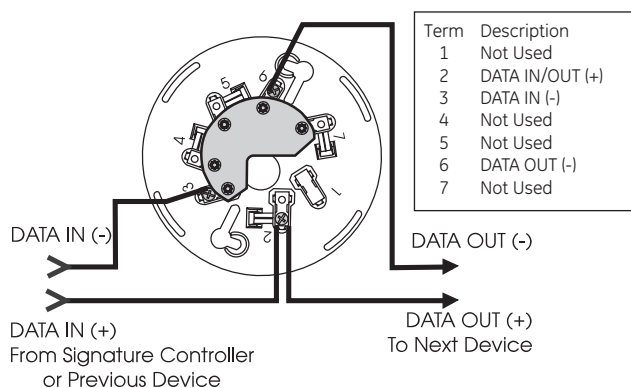 Term Description
1 Not Used
2 DATA IN/OUT (+)
3 DATA IN (-)
4 Not Used
5 Not Used
6 DATA OUT (-)
7 Not Used
5
6
4
7
3
1
2
DATA IN (-)
DATA OUT (-)
DATA IN (+)
From Signature Controller
or Previous Device
DATA OUT (+)
To Next Device